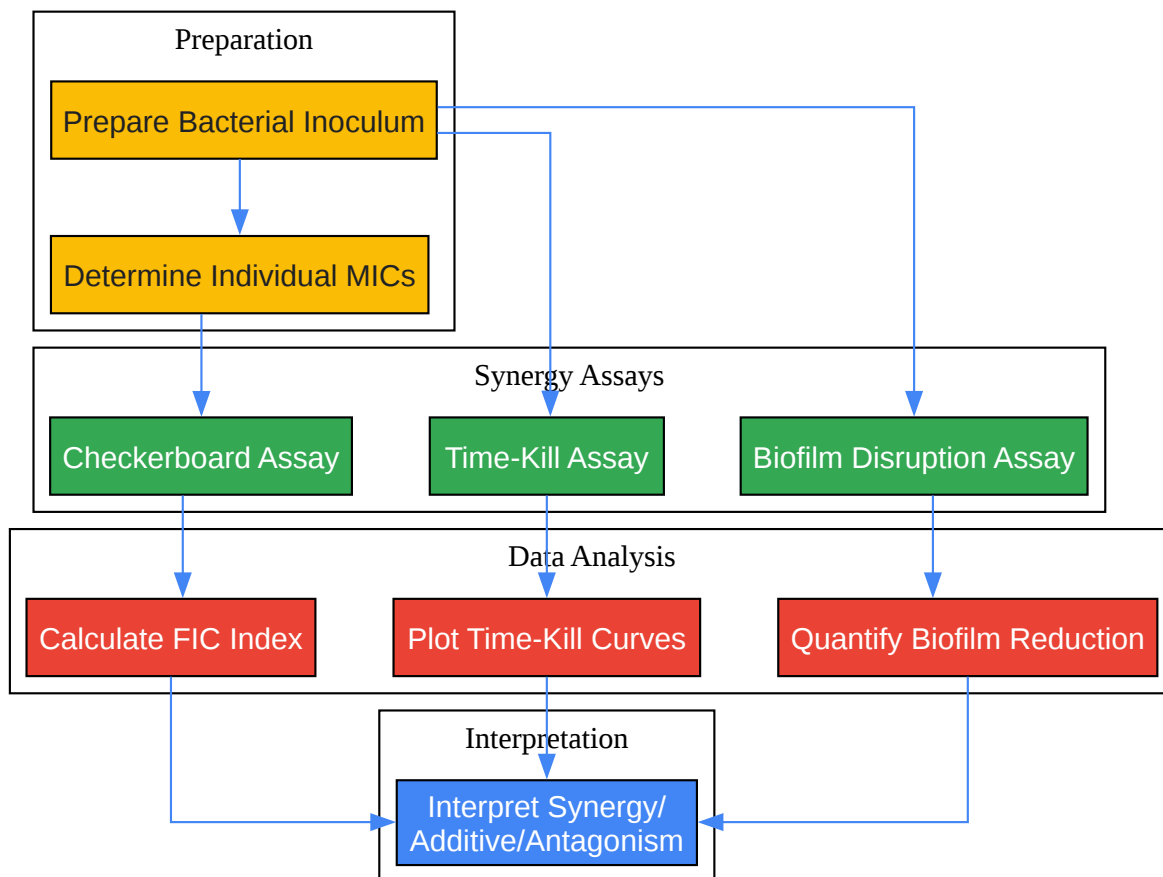 Preparation
Prepare Bacterial Inoculum
Determine Individual MICs
Synergy Assays
Checkerboard Assay
Time-Kill Assay
Biofilm Disruption Assay
Data Analysis
Calculate FIC Index
Plot Time-Kill Curves
Quantify Biofilm Reduction
Interpretation
Interpret Synergy/
Additive/Antagonism